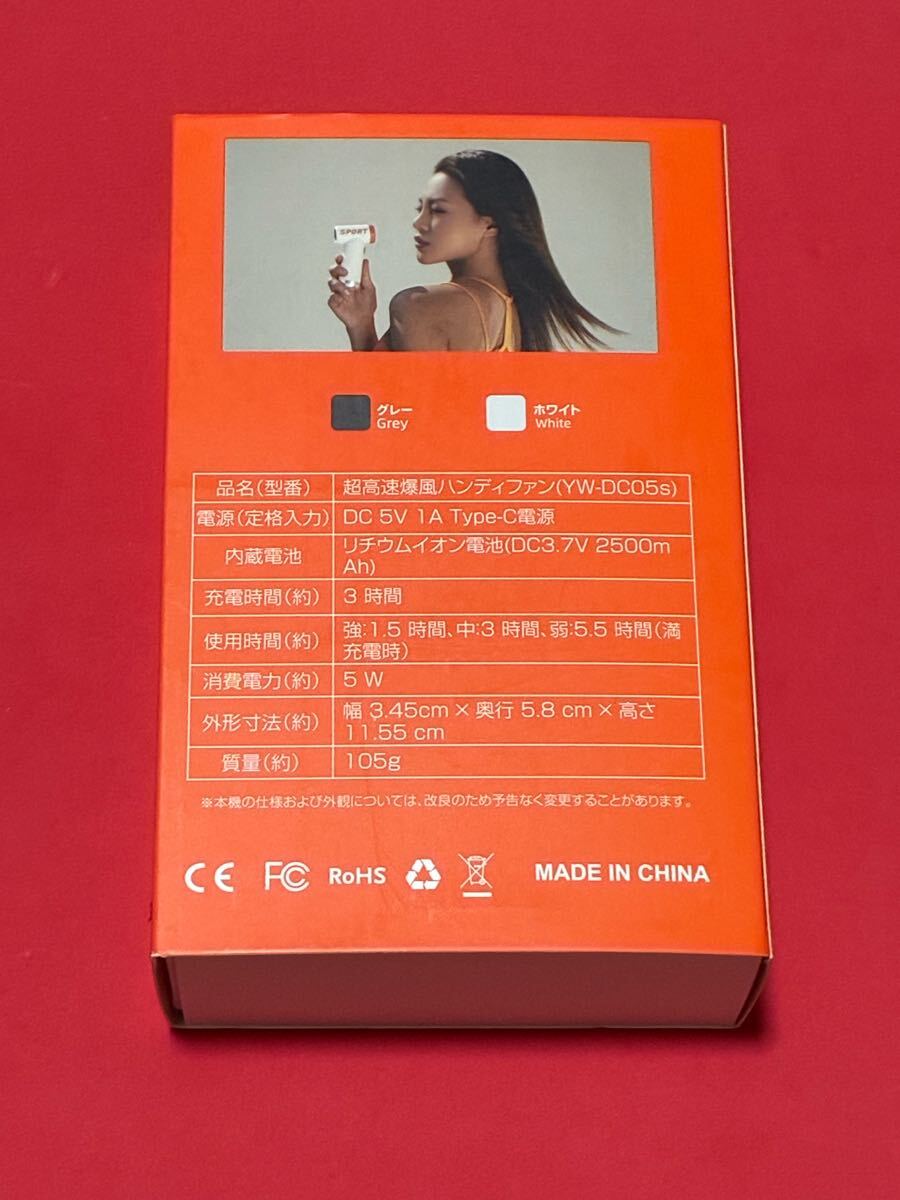 SPORT
グレー
Grey
ホワイト
White
品名(型番) 超高速爆風ハンディファン(YW-DC05s)
電源(定格入力) DC 5V 1A Type-C電源
内蔵電池 リチウムイオン電池(DC3.7V 2500m
Ah)
充電時間(約) 3 時間
使用時間(約) 強:1.5 時間、中:3 時間、弱:5.5 時間(満
充電時)
消費電力(約) 5 W
外形寸法(約) 幅 3.45cm × 奥行 5.8 cm × 高さ
11.55 cm
質量(約) 105g
※本機の仕様および外観については、改良のため予告なく変更することがあります。
CE FC RoHS MADE IN CHINA